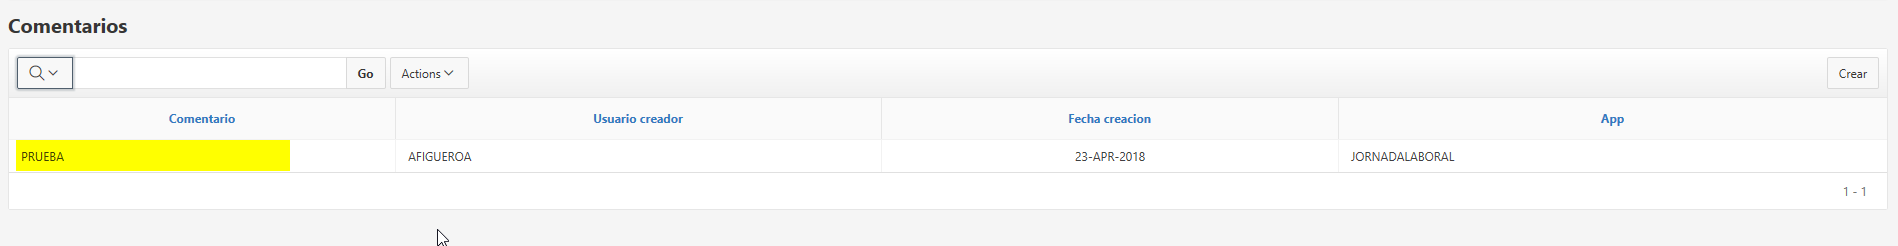 Comentarios
Go Actions Crear
Comentario Usuario creador Fecha creacion App
PRUEBA AFIGUEROA 23-APR-2018 JORNADALABORAL
1 - 1